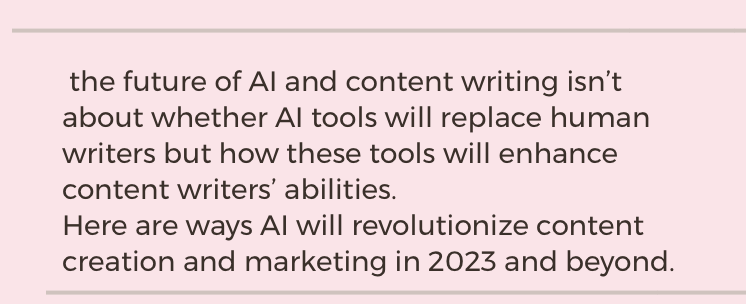 the future of AI and content writing isn’t
about whether AI tools will replace human
writers but how these tools will enhance
content writers’ abilities.
Here are ways AI will revolutionize content
creation and marketing in 2023 and beyond.